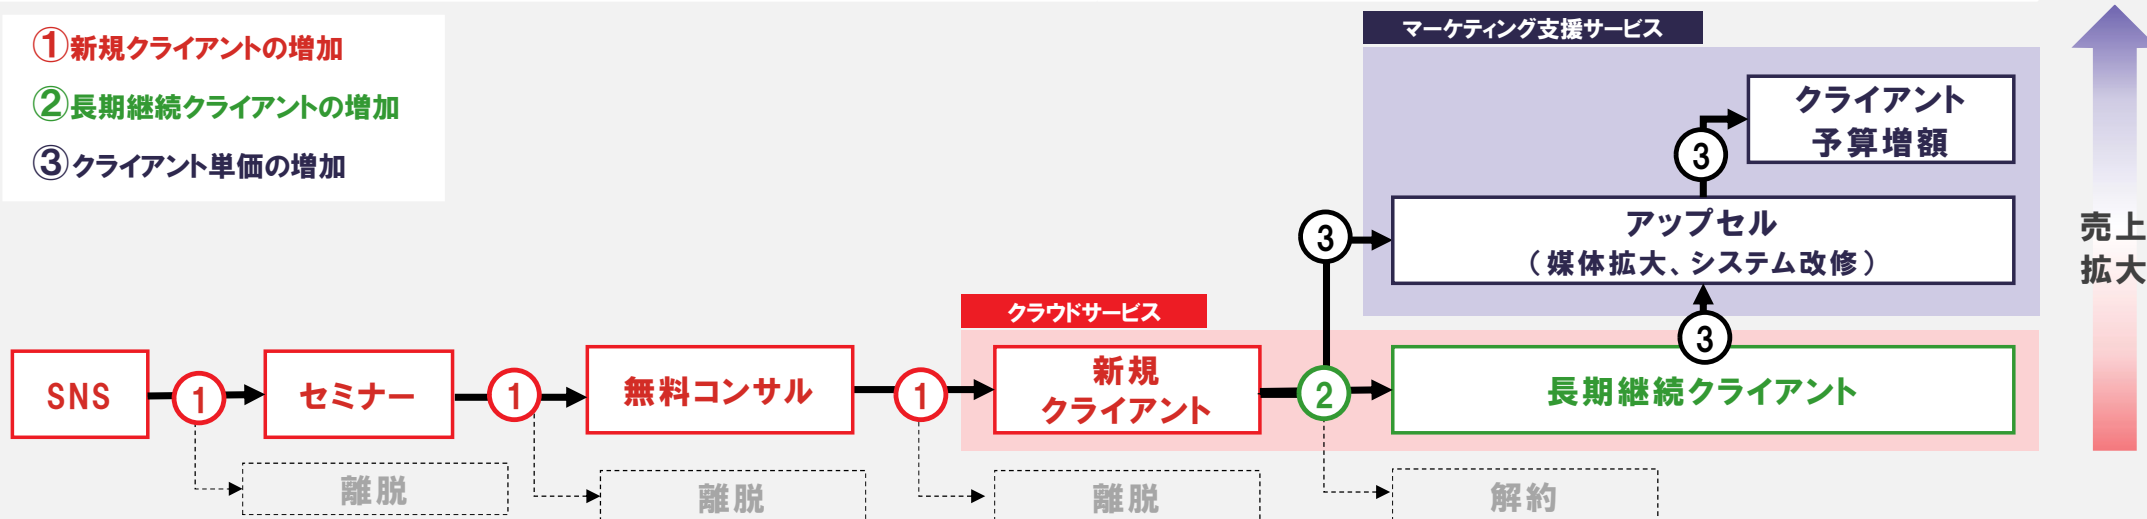 ①新規クライアントの増加
②長期継続クライアントの増加
③クライアント単価の増加
マーケティング支援サービス
クライアント
予算増額
3
アップセル
（媒体拡大、システム改修）
3
売上
拡大
クラウドサービス
3
SNS
1
セミナー
1
無料コンサル
1
新規
クライアント
2
長期継続クライアント
離脱
離脱
離脱
解約